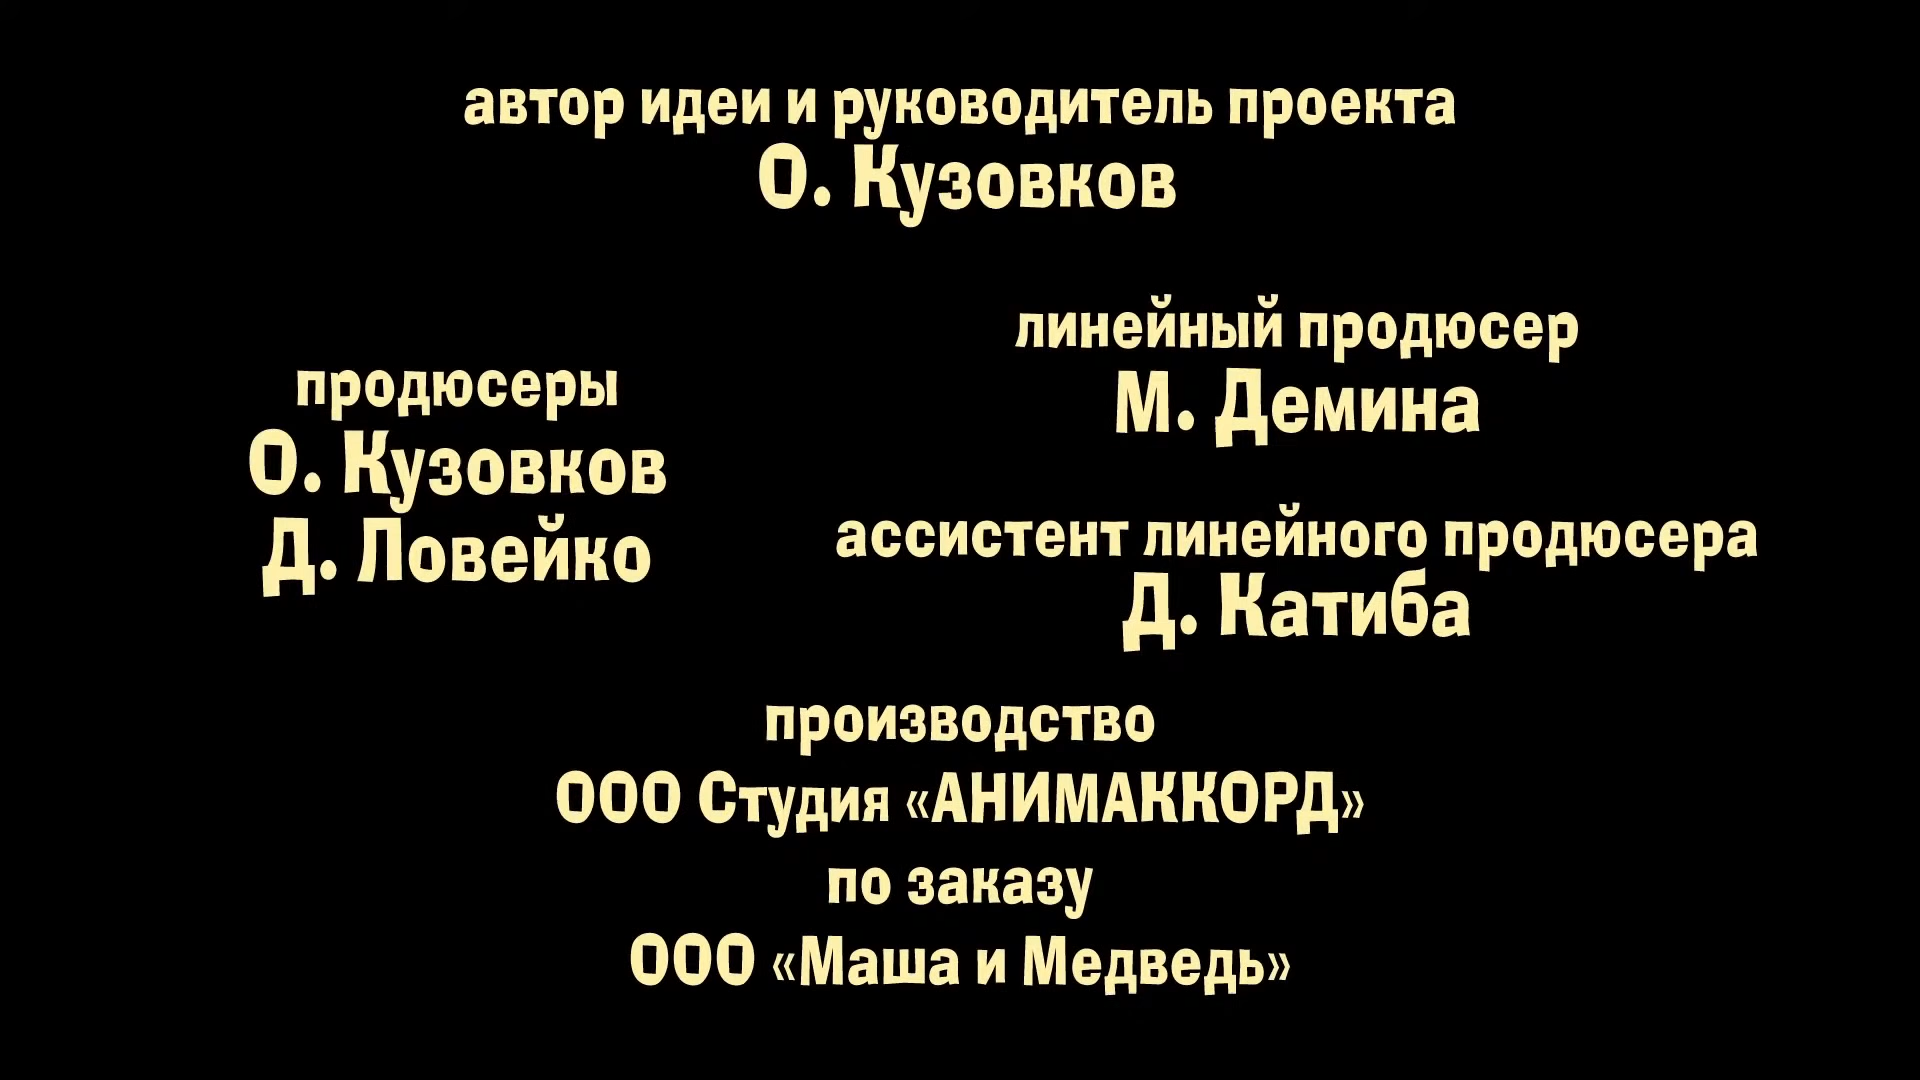 автор идеи и руководитель проекта
О. Кузовков
продюсеры
О. Кузовков
Д. Ловейко
линейный продюсер
М. Демина
ассистент линейного продюсера
Д. Катиба
производство
ООО Студия «АНИМАККОРД»
по заказу
ООО «Маша и Медведь»